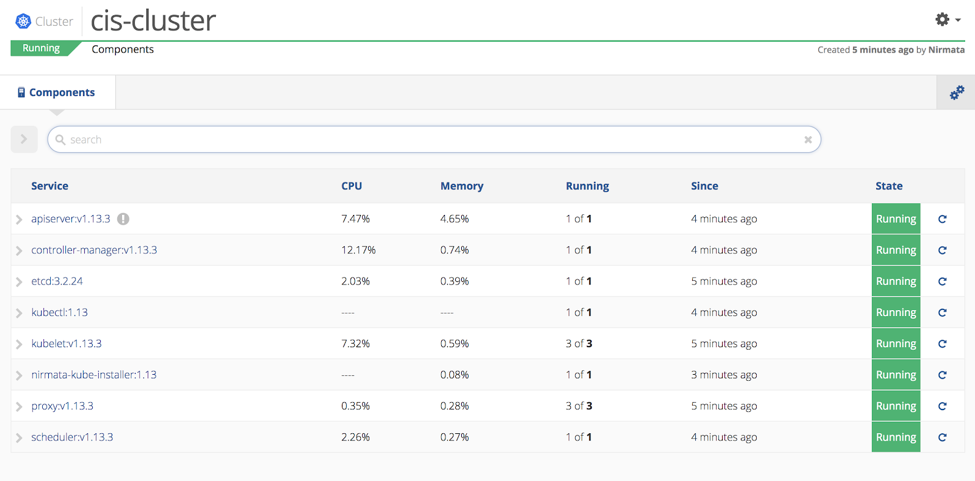 Cluster cis-cluster
Running Components Created 5 minutes ago by Nirmata
Components
search
Service CPU Memory Running Since State
apiserver:v1.13.3 7.47% 4.65% 1 of 1 4 minutes ago Running
controller-manager:v1.13.3 12.17% 0.74% 1 of 1 4 minutes ago Running
etcd:3.2.24 2.03% 0.39% 1 of 1 5 minutes ago Running
kubectl:1.13 ---- ---- 1 of 1 4 minutes ago Running
kubelet:v1.13.3 7.32% 0.59% 3 of 3 5 minutes ago Running
nirmata-kube-installer:1.13 ---- 0.08% 1 of 1 3 minutes ago Running
proxy:v1.13.3 0.35% 0.28% 3 of 3 5 minutes ago Running
scheduler:v1.13.3 2.26% 0.27% 1 of 1 4 minutes ago Running